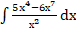 ∫ (5x⁴−6x⁷)/x² dx